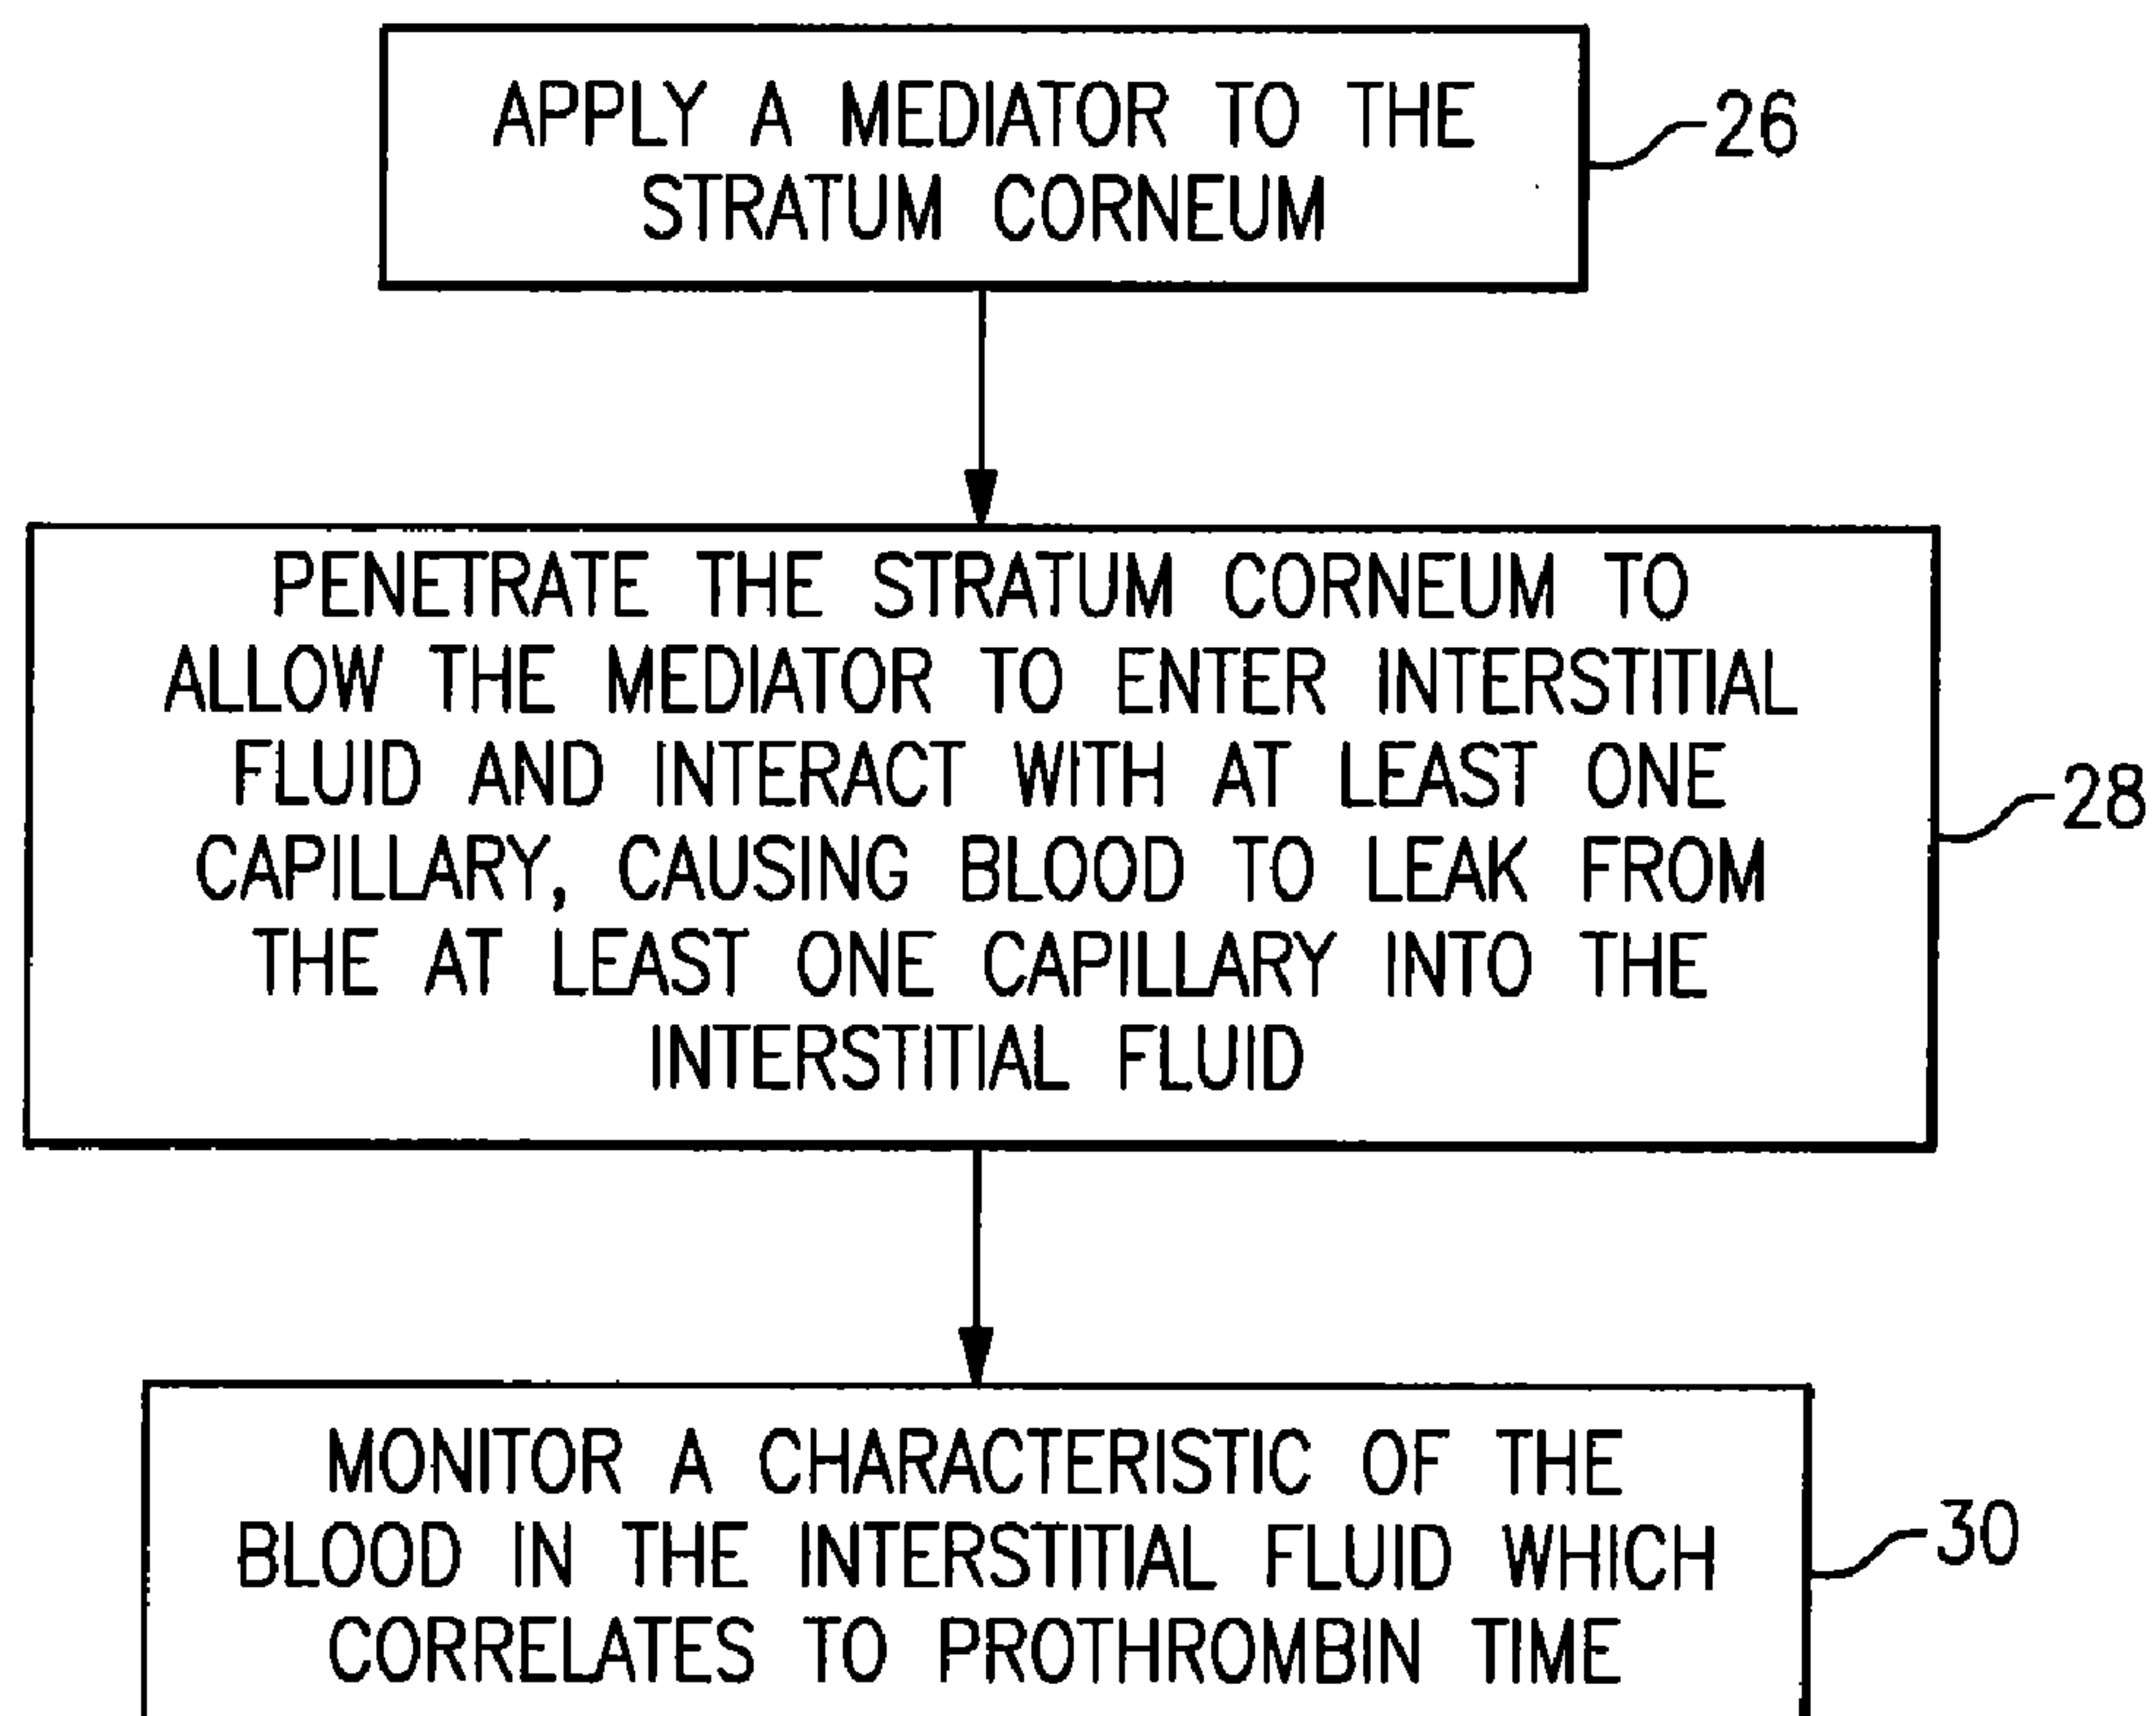 APPLY A MEDIATOR TO THE
STRATUM CORNEUM
26
PENETRATE THE STRATUM CORNEUM TO
ALLOW THE MEDIATOR TO ENTER INTERSTITIAL
FLUID AND INTERACT WITH AT LEAST ONE
CAPILLARY, CAUSING BLOOD TO LEAK FROM
THE AT LEAST ONE CAPILLARY INTO THE
INTERSTITIAL FLUID
28
MONITOR A CHARACTERISTIC OF THE
BLOOD IN THE INTERSTITIAL FLUID WHICH
CORRELATES TO PROTHROMBIN TIME
30